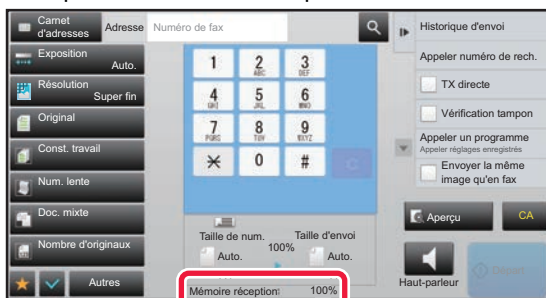 Carnet
d'adresses
Adresse
Numéro de fax
Exposition
Auto.
Résolution
Super fin
Original
Const. travail
Num. lente
Doc. mixte
Nombre d'originaux
Autres
1
2
ABC
3
DEF
4
GHI
5
JKL
6
MNO
7
PQRS
8
TUV
9
WXYZ
0
#
C
Taille de num.
100%
Taille d'envoi
Auto.
Auto.
Mémoire réception: 100%
Historique d'envoi
Appeler numéro de rech.
TX directe
Vérification tampon
Appeler un programme
Appeler réglages enregistrés
Envoyer la même
image qu'en fax
Aperçu
CA
Haut-parleur
Départ